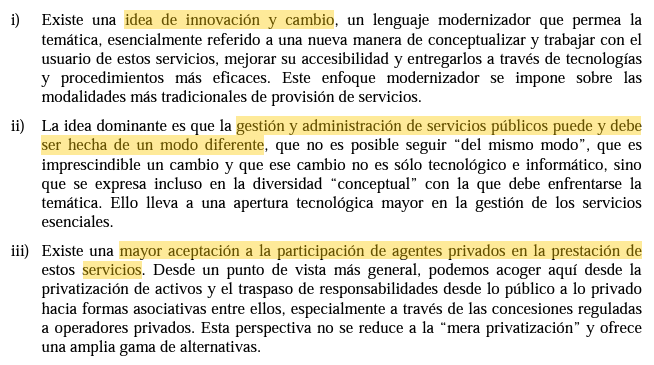 i) Existe una idea de innovación y cambio, un lenguaje modernizador que permea la
temática, esencialmente referido a una nueva manera de conceptualizar y trabajar con el
usuario de estos servicios, mejorar su accesibilidad y entregarlos a través de tecnologías
y procedimientos más eficaces. Este enfoque modernizador se impone sobre las
modalidades más tradicionales de provisión de servicios.
ii) La idea dominante es que la gestión y administración de servicios públicos puede y debe
ser hecha de un modo diferente, que no es posible seguir “del mismo modo”, que es
imprescindible un cambio y que ese cambio no es sólo tecnológico e informático, sino
que se expresa incluso en la diversidad “conceptual” con la que debe enfrentarse la
temática. Ello lleva a una apertura tecnológica mayor en la gestión de los servicios
esenciales.
iii) Existe una mayor aceptación a la participación de agentes privados en la prestación de
estos servicios. Desde un punto de vista más general, podemos acoger aquí desde la
privatización de activos y el traspaso de responsabilidades desde lo público a lo privado
hacia formas asociativas entre ellos, especialmente a través de las concesiones reguladas
a operadores privados. Esta perspectiva no se reduce a la “mera privatización” y ofrece
una amplia gama de alternativas.